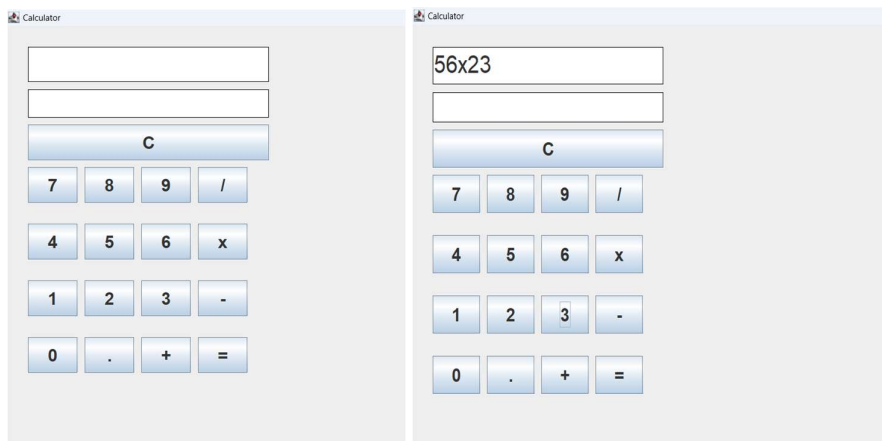 Calculator
C
7 8 9 /
4 5 6 x
1 2 3 -
0 . + =
Calculator
56x23
C
7 8 9 /
4 5 6 x
1 2 3 -
0 . + =